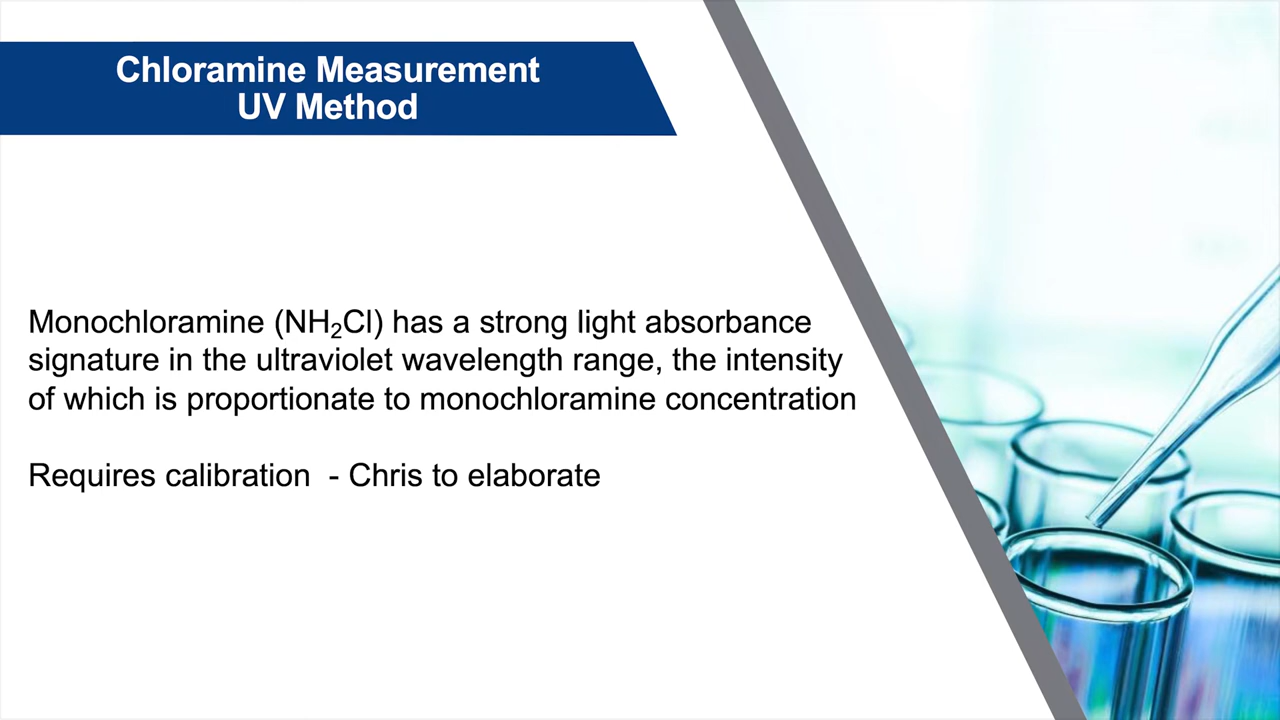 Chloramine Measurement
UV Method
Monochloramine (NH₂Cl) has a strong light absorbance
signature in the ultraviolet wavelength range, the intensity
of which is proportionate to monochloramine concentration
Requires calibration  - Chris to elaborate